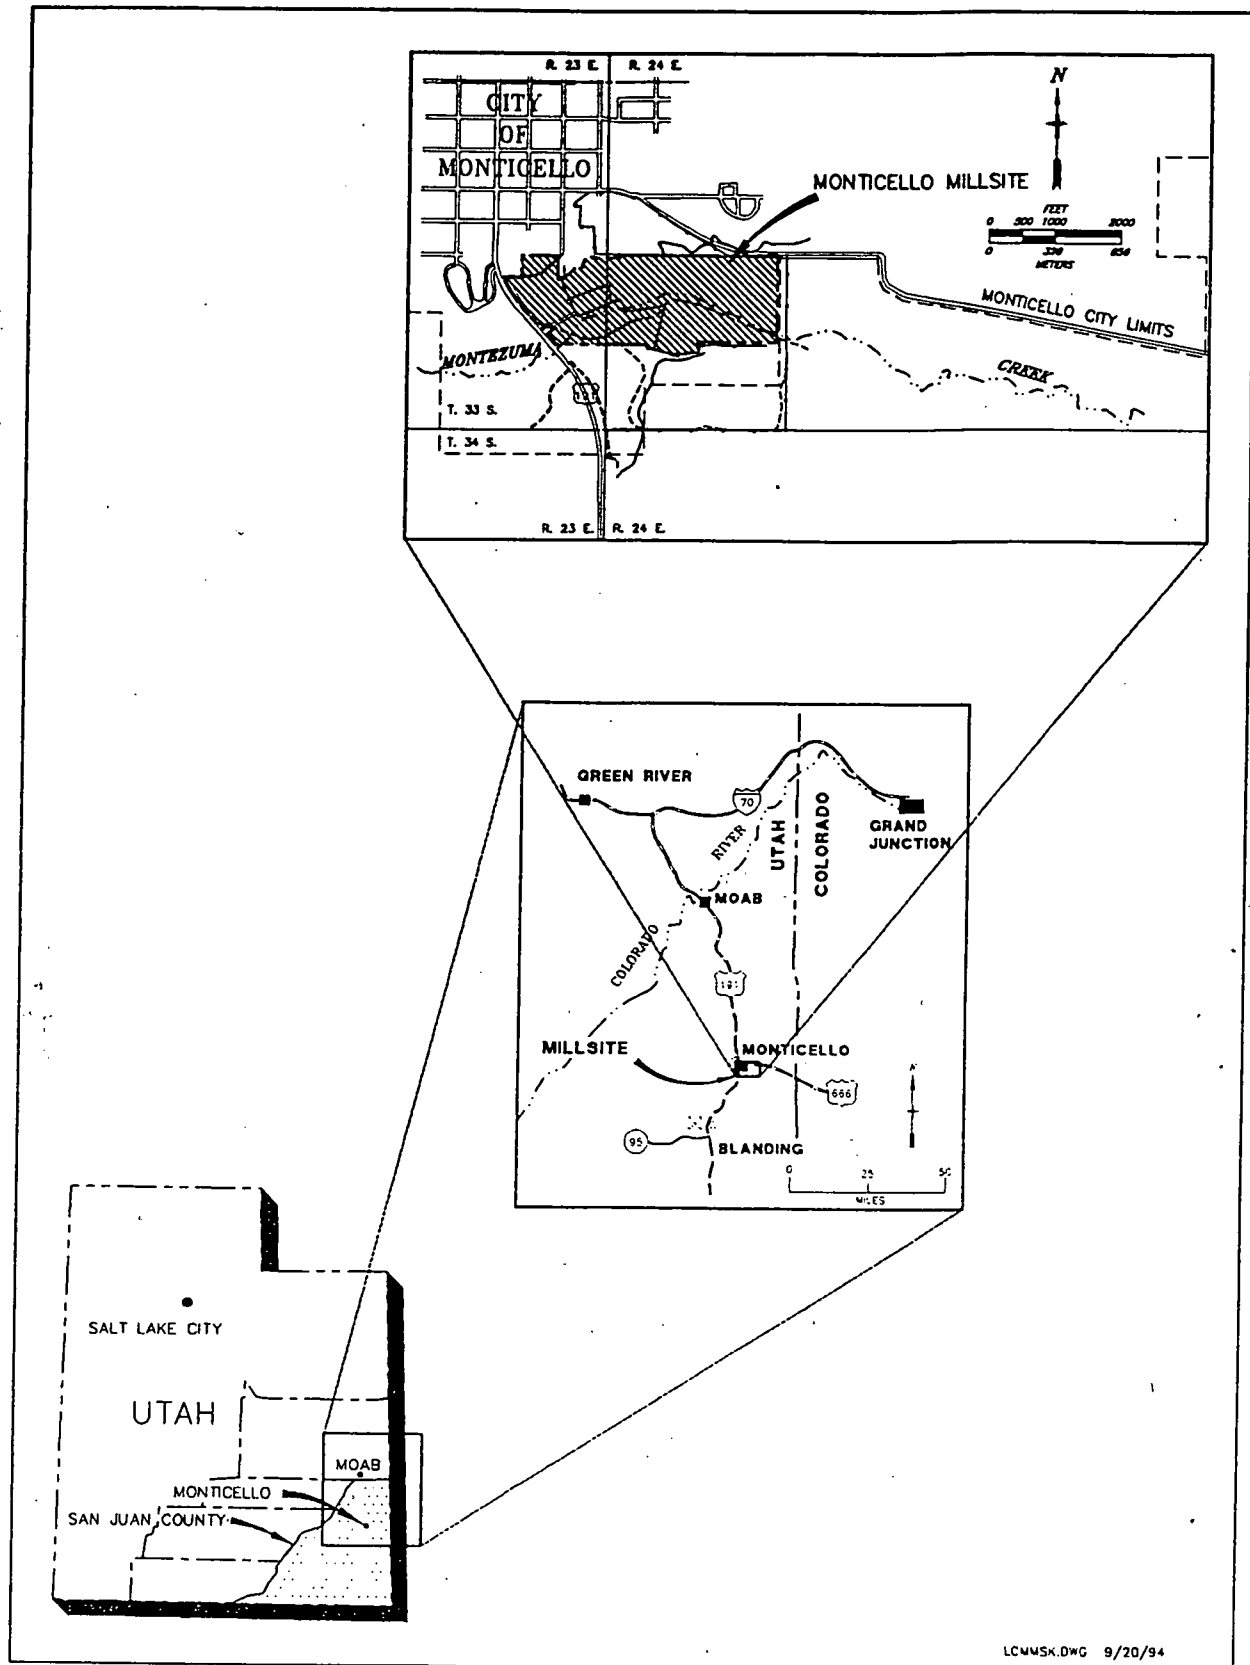 R. 23 E. R. 24 E.
CITY
OF
MONTICELLO
N
MONTICELLO MILLSITE
FEET
0 500 1000 2000
0 656
METERS
MONTICELLO CITY LIMITS
MONTEZUMA
CREEK
T. 33 S.
T. 34 S.
R. 23 E. R. 24 E.
GREEN RIVER
70
GRAND
JUNCTION
RIVER
UTAH
COLORADO
MOAB
COLORADO
191
MILLSITE
MONTICELLO
N
666
95
BLANDING
0 25 50
MILES
SALT LAKE CITY
UTAH
MOAB
MONTICELLO
SAN JUAN COUNTY
LCMMSK.DWG 9/20/94